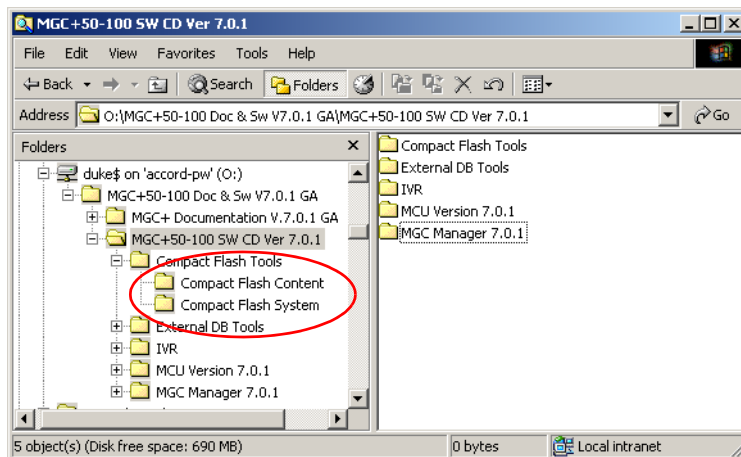 MGC+50-100 SW CD Ver 7.0.1
File Edit View Favorites Tools Help
Back Search Folders
Address O:\MGC+50-100 Doc & Sw V7.0.1 GA\MGC+50-100 SW CD Ver 7.0.1 Go
Folders
duke$ on 'accord-pw' (O:)
MGC+50-100 Doc & Sw V7.0.1 GA
MGC+ Documentation V.7.0.1 GA
MGC+50-100 SW CD Ver 7.0.1
Compact Flash Tools
Compact Flash Content
Compact Flash System
External DB Tools
IVR
MCU Version 7.0.1
MGC Manager 7.0.1
Compact Flash Tools
External DB Tools
IVR
MCU Version 7.0.1
MGC Manager 7.0.1
5 object(s) (Disk free space: 690 MB) 0 bytes Local intranet